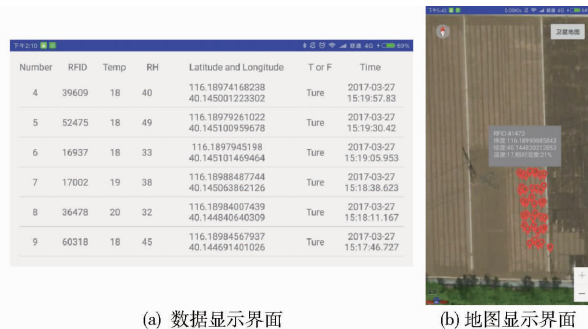 下午2:10
4G
69%
Number RFID Temp RH Latitude and Longitude T or F Time
4 39609 18 40 116.18974168238 40.145001223302 Ture 2017-03-27 15:19:57.83
5 52475 18 49 116.18979261022 40.145100959678 Ture 2017-03-27 15:19:30.42
6 16937 18 33 116.1897945198 40.145101469464 Ture 2017-03-27 15:19:05.953
7 17002 19 38 116.18988487744 40.145063862126 Ture 2017-03-27 15:18:38.623
8 36478 20 32 116.18984007439 40.144840640309 Ture 2017-03-27 15:18:11.167
9 60318 18 45 116.18984567937 40.144691401026 Ture 2017-03-27 15:17:46.727
(a) 数据显示界面
卫星地图
(b) 地图显示界面